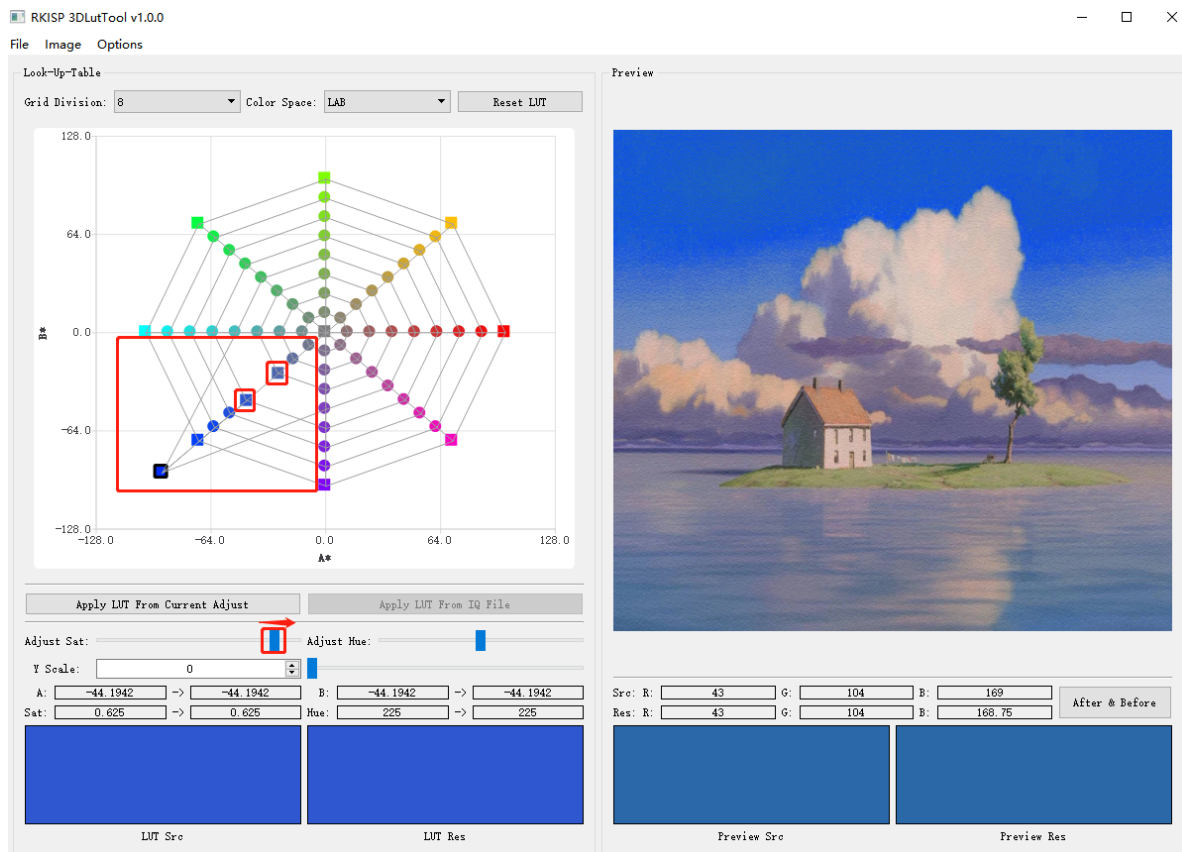 RKISP 3DLutTool v1.0.0
File Image Options
Look-Up-Table
Grid Division: 8 Color Space: LAB Reset LUT
128.0
64.0
0.0
-64.0
-128.0
B*
-128.0 -64.0 0.0 64.0 128.0
A*
Apply LUT From Current Adjust Apply LUT From IQ File
Adjust Sat: Adjust Hue:
Y Scale: 0
A: -44.1942 -> -44.1942 B: -44.1942 -> -44.1942
Sat: 0.625 -> 0.625 Hue: 225 -> 225
LUT Src LUT Res
Preview
Src: R: 43 G: 104 B: 169
Res: R: 43 G: 104 B: 168.75
After & Before
Preview Src Preview Res